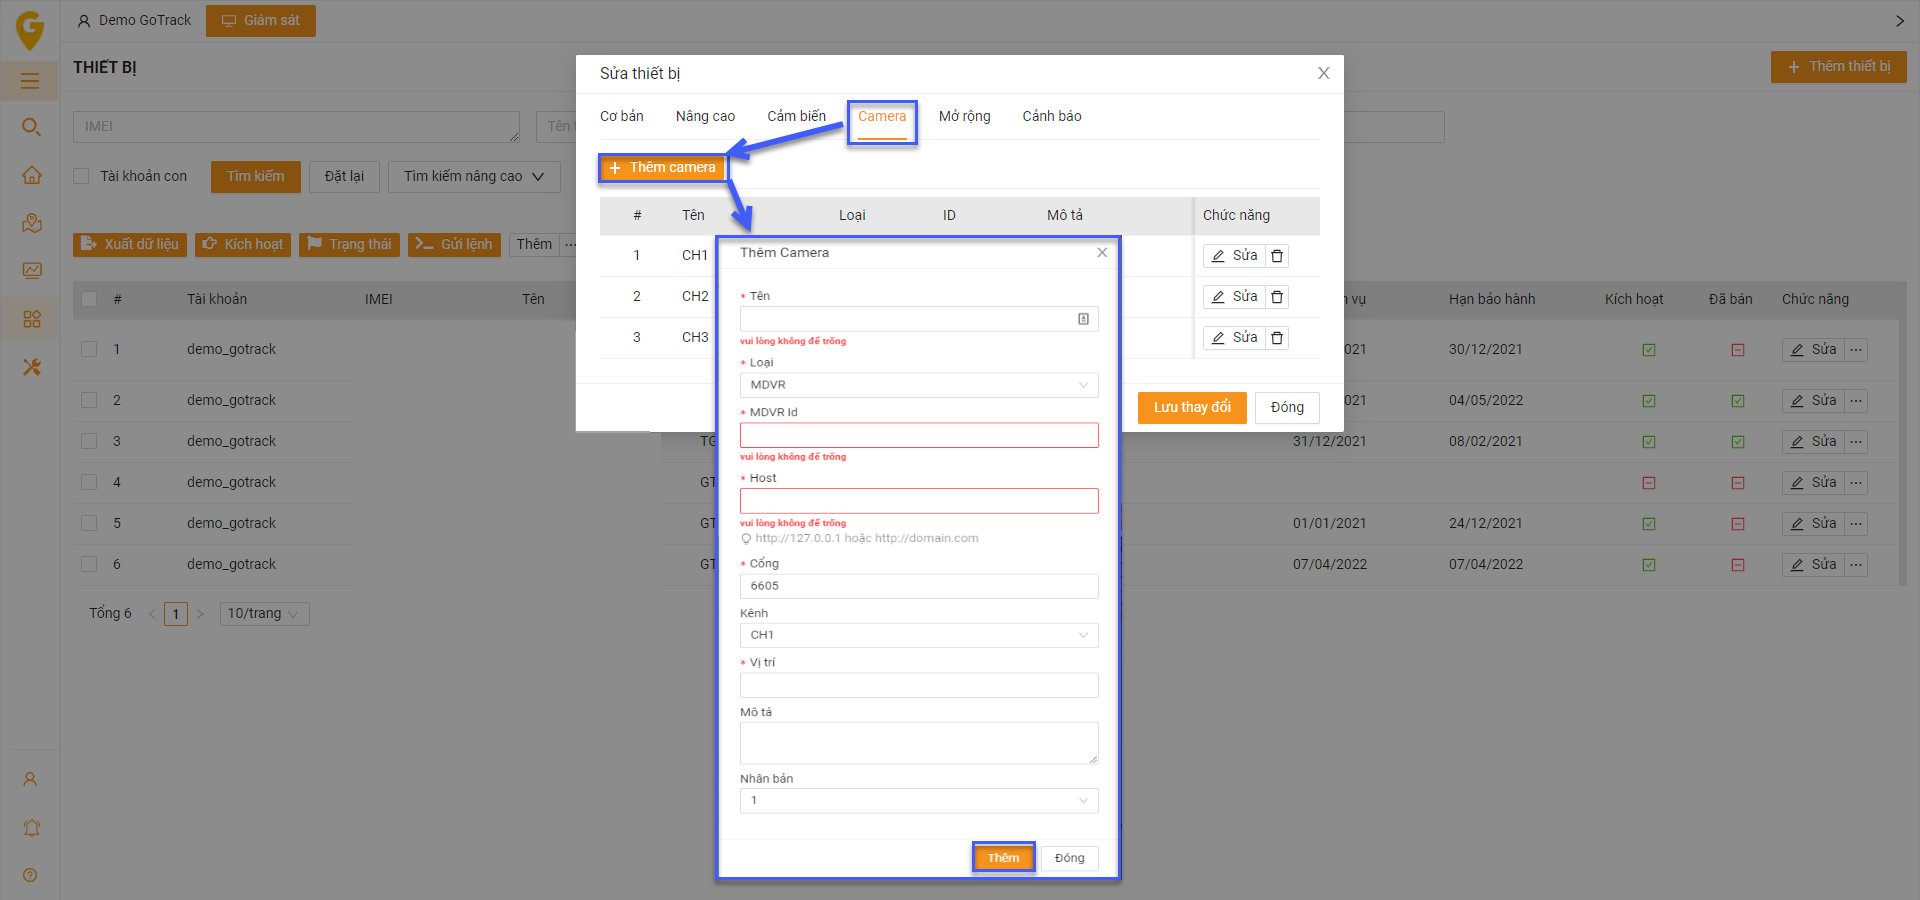 Demo GoTrack
Giám sát
THIẾT BỊ
Thêm thiết bị
IMEI
Tên t
Tài khoản con
Tìm kiếm
Đặt lại
Tìm kiếm nâng cao
Xuất dữ liệu
Kích hoạt
Trạng thái
Gửi lệnh
Thêm
# Tài khoản IMEI Tên
n vụ Hạn bảo hành Kích hoạt Đã bán Chức năng
1 demo_gotrack 021 30/12/2021 Sửa
2 demo_gotrack 021 04/05/2022 Sửa
3 demo_gotrack TG 31/12/2021 08/02/2021 Sửa
4 demo_gotrack GT Sửa
5 demo_gotrack GT 01/01/2021 24/12/2021 Sửa
6 demo_gotrack GT 07/04/2022 07/04/2022 Sửa
Tổng 6 < 1 > 10/trang
Sửa thiết bị
Cơ bản Nâng cao Cảm biến Camera Mở rộng Cảnh báo
+ Thêm camera
# Tên Loại ID Mô tả Chức năng
1 CH1 Sửa
2 CH2 Sửa
3 CH3 Sửa
Lưu thay đổi
Đóng
Thêm Camera
* Tên
vui lòng không để trống
* Loại
MDVR
* MDVR Id
vui lòng không để trống
* Host
vui lòng không để trống
http://127.0.0.1 hoặc http://domain.com
* Cổng
6605
Kênh
CH1
* Vị trí
Mô tả
Nhân bản
1
Thêm
Đóng